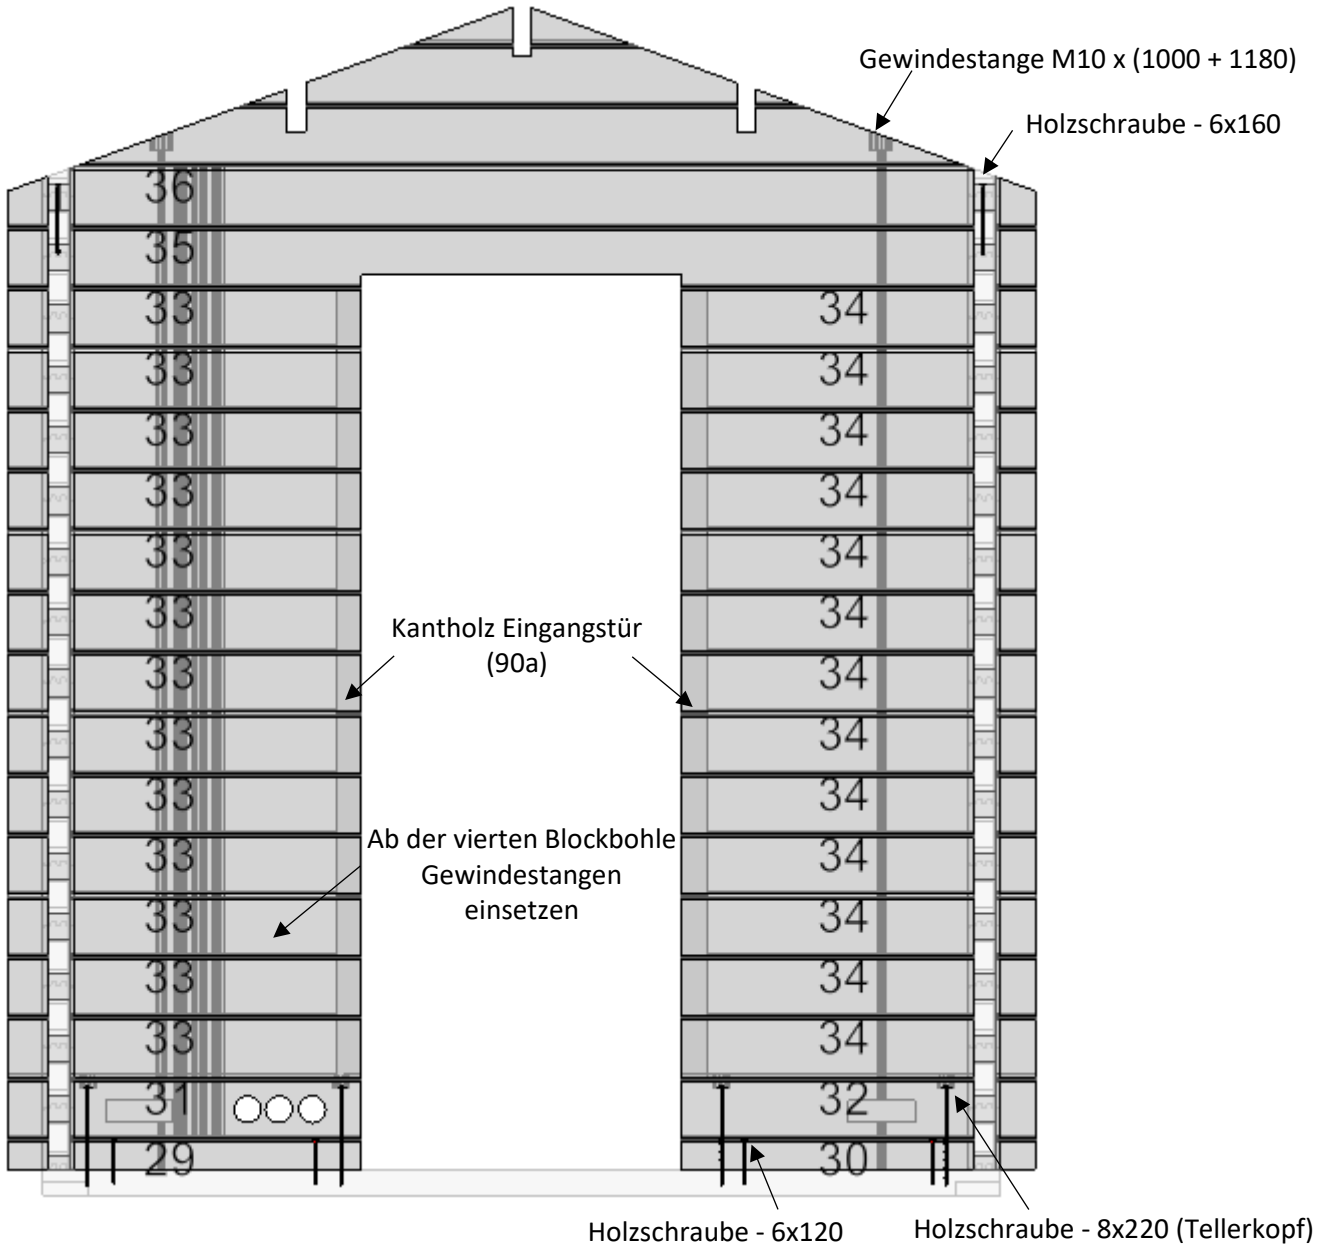 Gewindestange M10 x (1000 + 1180)
Holzschraube - 6x160
36
35
33 34
33 34
33 34
33 34
33 34
33 34
Kantholz Eingangstür
(90a)
33 34
33 34
33 34
Ab der vierten Blockbohle
Gewindestangen
einsetzen
33 34
33 34
33 34
33 34
31 32
29 30
Holzschraube - 6x120
Holzschraube - 8x220 (Tellerkopf)